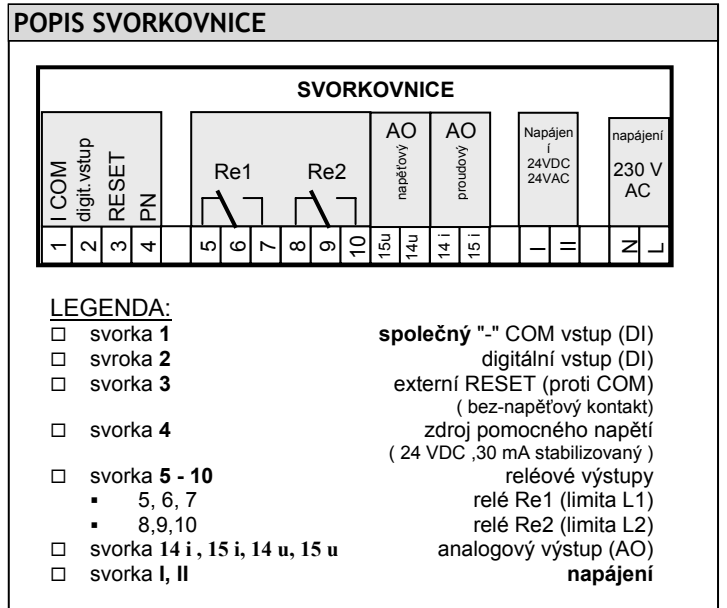 POPIS SVORKOVNICE
SVORKOVNICE
I COM
digit.vstup
RESET
PN
Re1
Re2
AO
napěťový
AO
proudový
Napájen
í
24VDC
24VAC
napájení
230 V
AC
1 2 3 4 5 6 7 8 9 10 15u 14u 14 i 15 i I II N L
LEGENDA:
□ svorka 1 společný "-" COM vstup (DI)
□ svroka 2 digitální vstup (DI)
□ svorka 3 externí RESET (proti COM)
( bez-napěťový kontakt)
□ svorka 4 zdroj pomocného napětí
( 24 VDC ,30 mA stabilizovaný )
□ svorka 5 - 10 reléové výstupy
▪ 5, 6, 7 relé Re1 (limita L1)
▪ 8,9,10 relé Re2 (limita L2)
□ svorka 14 i , 15 i, 14 u, 15 u analogový výstup (AO)
□ svorka I, II napájení